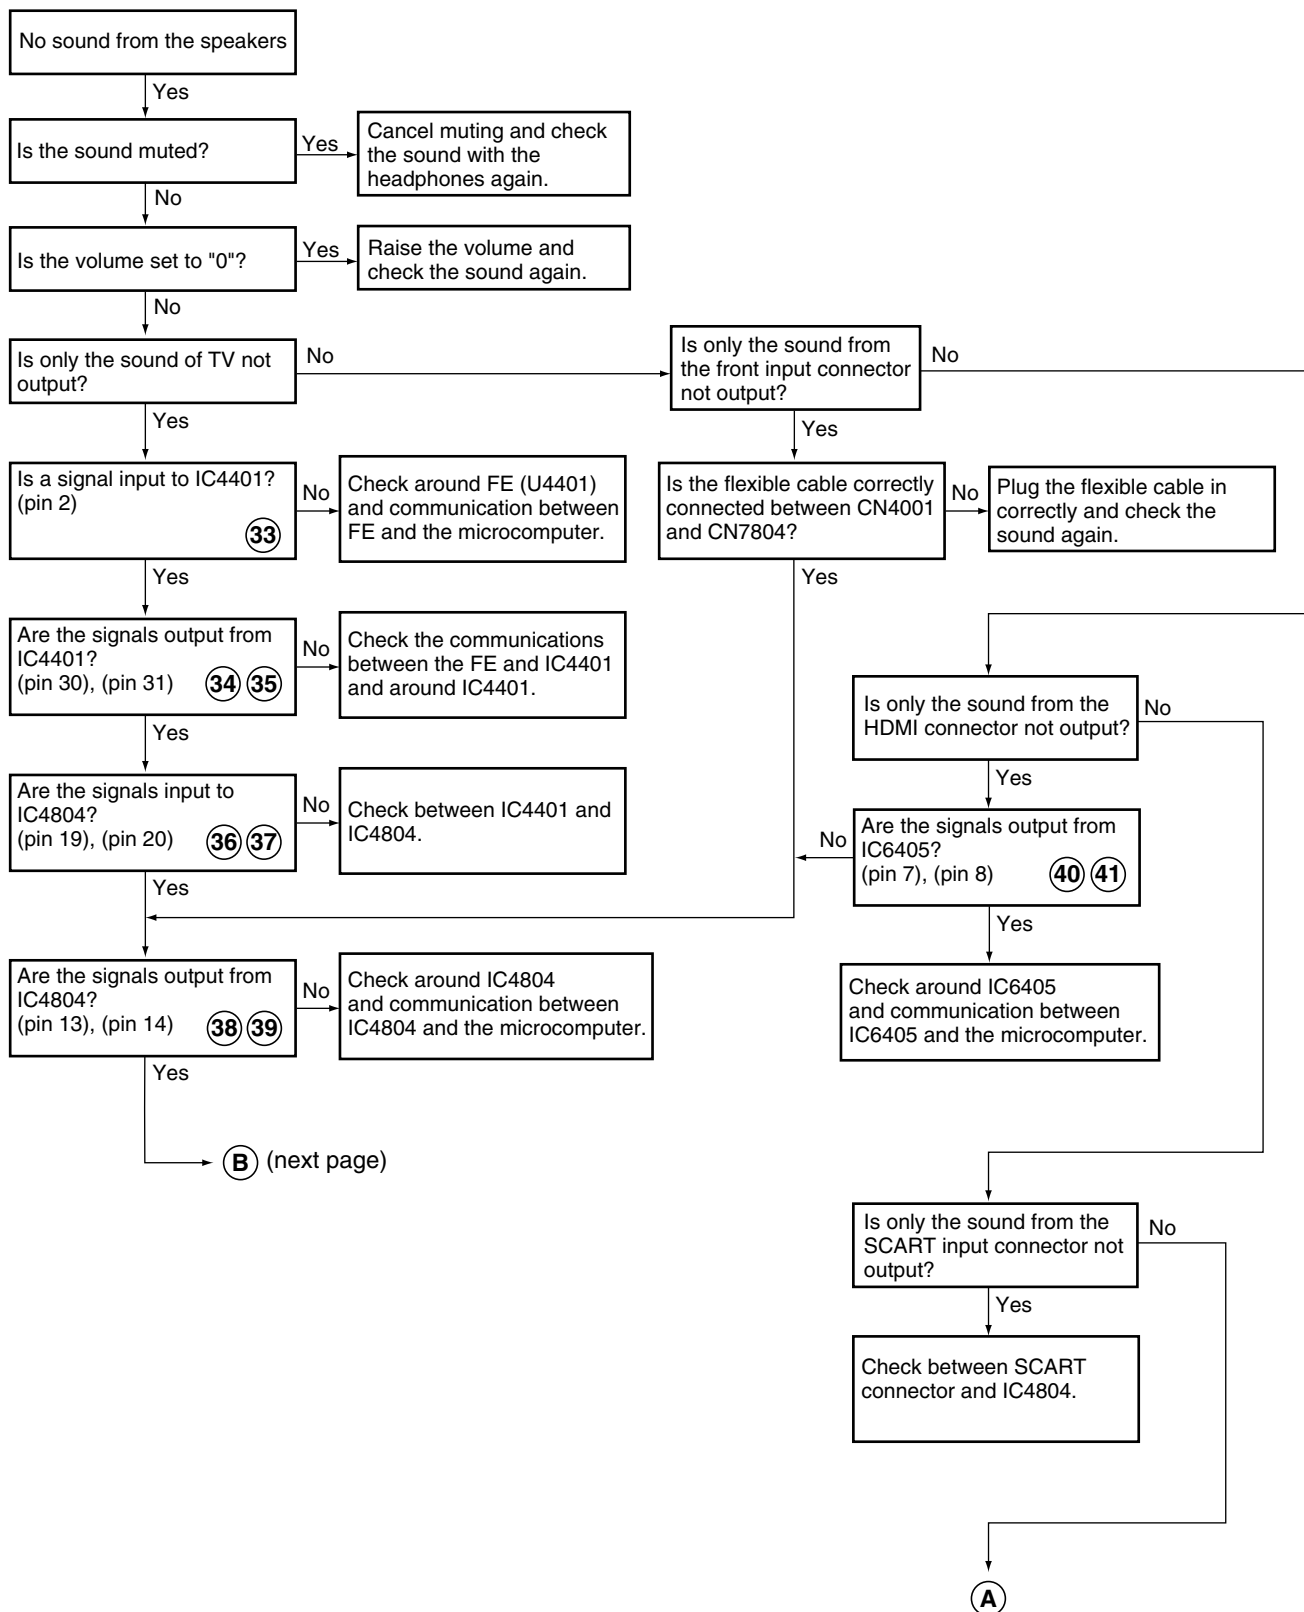 No sound from the speakers
Yes
Is the sound muted?
Yes
Cancel muting and check
the sound with the
headphones again.
No
Is the volume set to "0"?
Yes
Raise the volume and
check the sound again.
No
Is only the sound of TV not
output?
No
Is only the sound from
the front input connector
not output?
No
Yes
Yes
Is a signal input to IC4401?
(pin 2)
33
No
Check around FE (U4401)
and communication between
FE and the microcomputer.
Is the flexible cable correctly
connected between CN4001
and CN7804?
No
Plug the flexible cable in
correctly and check the
sound again.
Yes
Yes
Are the signals output from
IC4401?
(pin 30), (pin 31)
34 35
No
Check the communications
between the FE and IC4401
and around IC4401.
Is only the sound from the
HDMI connector not output?
No
Yes
Yes
Are the signals input to
IC4804?
(pin 19), (pin 20)
36 37
No
Check between IC4401 and
IC4804.
No
Are the signals output from
IC6405?
(pin 7), (pin 8)
40 41
Yes
Yes
Are the signals output from
IC4804?
(pin 13), (pin 14)
38 39
No
Check around IC4804
and communication between
IC4804 and the microcomputer.
Check around IC6405
and communication between
IC6405 and the microcomputer.
Yes
B (next page)
Is only the sound from the
SCART input connector not
output?
No
Yes
Check between SCART
connector and IC4804.
A